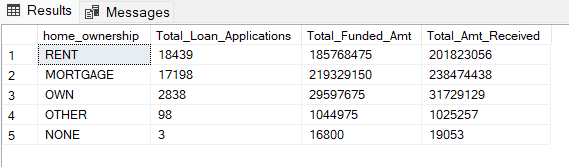 Results Messages
home_ownership Total_Loan_Applications Total_Funded_Amt Total_Amt_Received
1 RENT 18439 185768475 201823056
2 MORTGAGE 17198 219329150 238474438
3 OWN 2838 29597675 31729129
4 OTHER 98 1044975 1025257
5 NONE 3 16800 19053